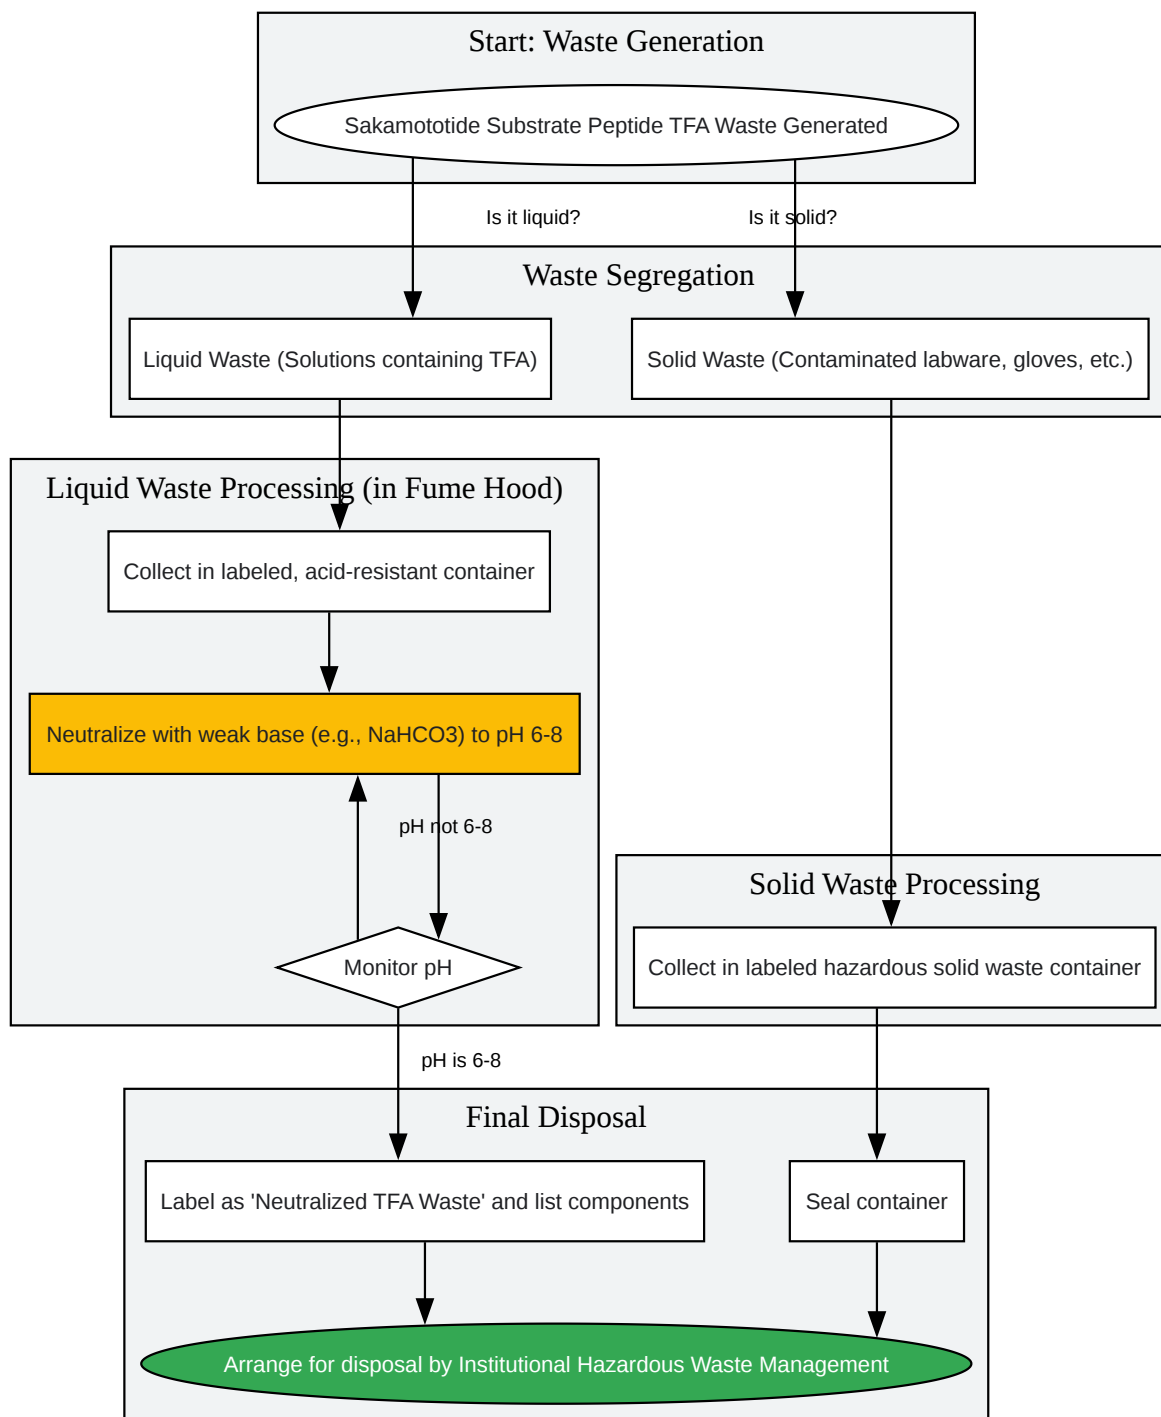 Start: Waste Generation
Sakamototide Substrate Peptide TFA Waste Generated
Is it liquid?
Is it solid?
Waste Segregation
Liquid Waste (Solutions containing TFA)
Solid Waste (Contaminated labware, gloves, etc.)
Liquid Waste Processing (in Fume Hood)
Collect in labeled, acid-resistant container
Neutralize with weak base (e.g., NaHCO3) to pH 6-8
pH not 6-8
Monitor pH
Solid Waste Processing
Collect in labeled hazardous solid waste container
pH is 6-8
Final Disposal
Label as 'Neutralized TFA Waste' and list components
Seal container
Arrange for disposal by Institutional Hazardous Waste Management